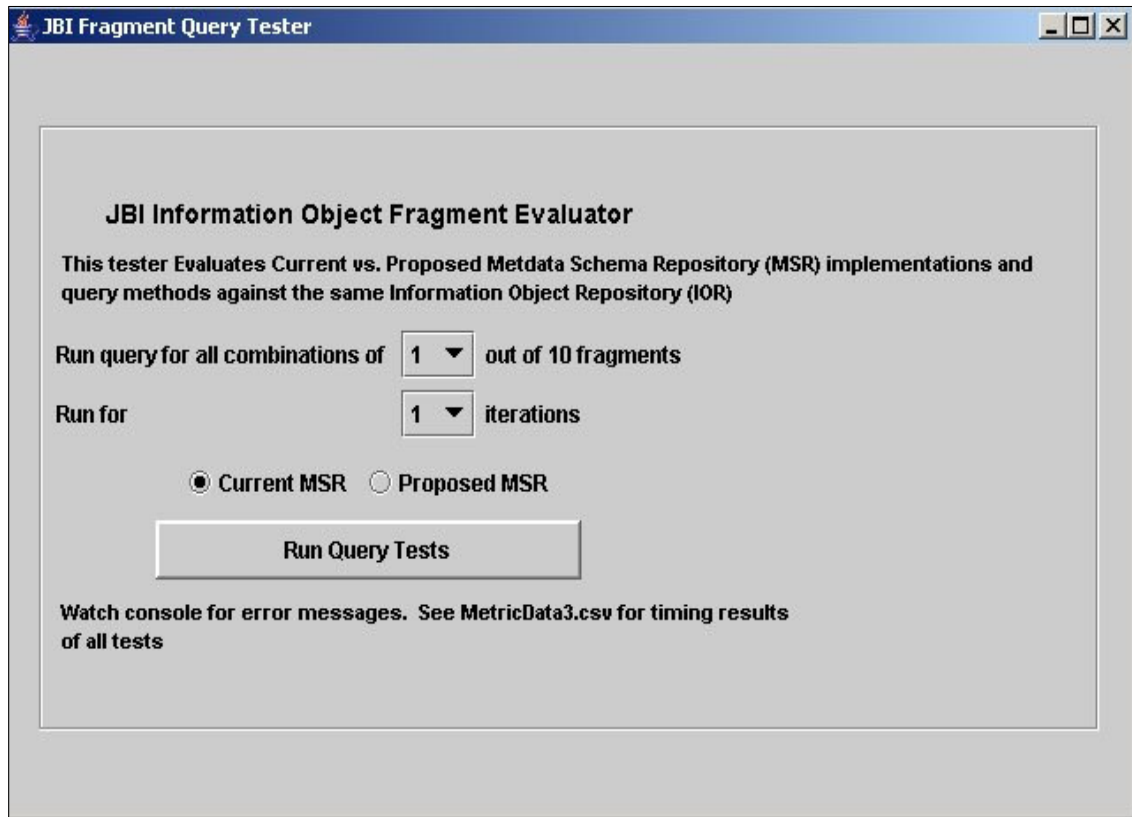 JBI Fragment Query Tester
JBI Information Object Fragment Evaluator
This tester Evaluates Current vs. Proposed Metdata Schema Repository (MSR) implementations and
query methods against the same Information Object Repository (IOR)
Run query for all combinations of 1 out of 10 fragments
Run for 1 iterations
Current MSR Proposed MSR
Run Query Tests
Watch console for error messages. See MetricData3.csv for timing results
of all tests